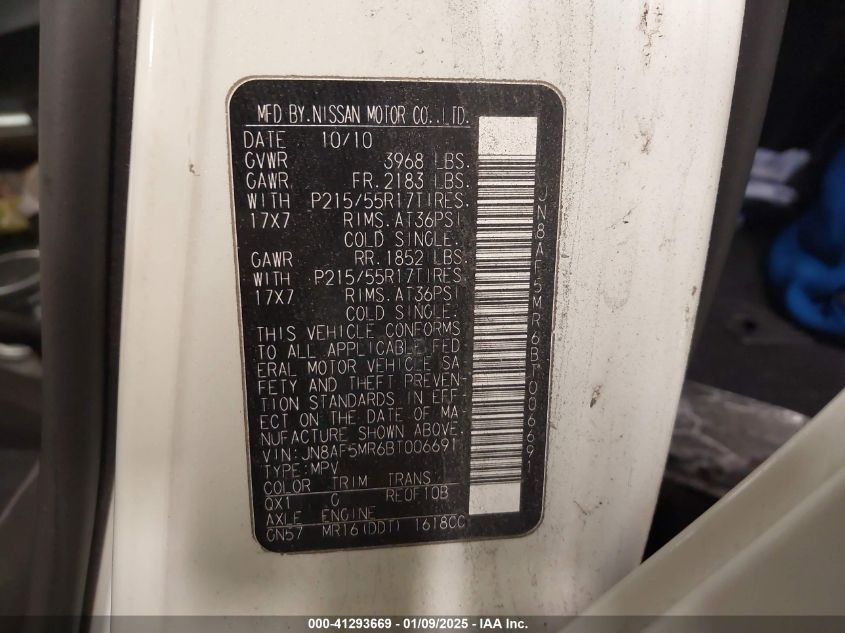 MFD BY.NISSAN MOTOR CO.,LTD.
DATE 10/10
GVWR 3968 LBS.
GAWR FR.2183 LBS.
WITH P215/55R17TIRES.
17X7 RIMS.AT36PSI
COLD SINGLE.
GAWR RR.1852 LBS.
WITH P215/55R17TIRES.
17X7 RIMS.AT36PSI
COLD SINGLE.
THIS VEHICLE CONFORMS
TO ALL APPLICABLE FED
ERAL MOTOR VEHICLE SA
FETY AND THEFT PREVEN-
TION STANDARDS IN EFF-
ECT ON THE DATE OF MA-
NUFACTURE SHOWN ABOVE.
VIN:JN8AF5MR6BT006691
TYPE:MPV
COLOR TRIM TRANS
QX1 C REOF10B
AXLE ENGINE
GN57 MR16(DDT) 1618CC
JN8AF5MR6BT006691
000-41293669 - 01/09/2025 - IAA Inc.